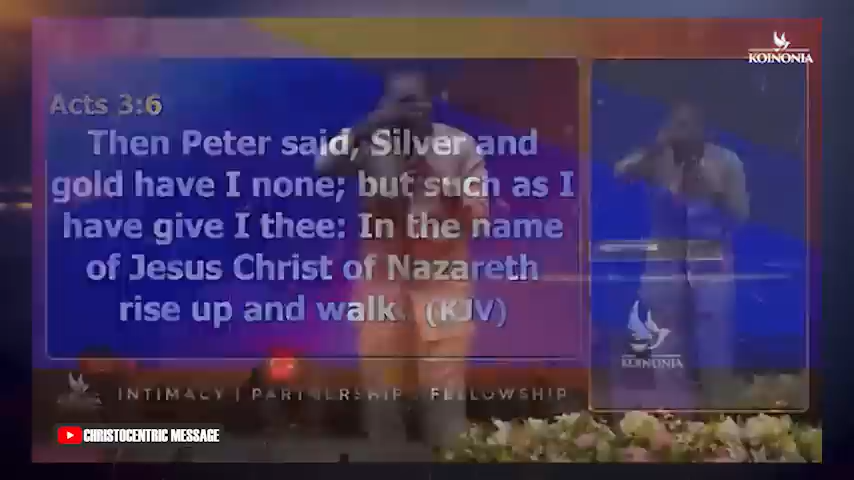 KOINONIA
Acts 3:6
Then Peter said, Silver and
gold have I none; but such as I
have give I thee: In the name
of Jesus Christ of Nazareth
rise up and walk. (KJV)
KOINONIA
INTIMACY | PARTNERSHIP | FELLOWSHIP
CHRISTOCENTRIC MESSAGE